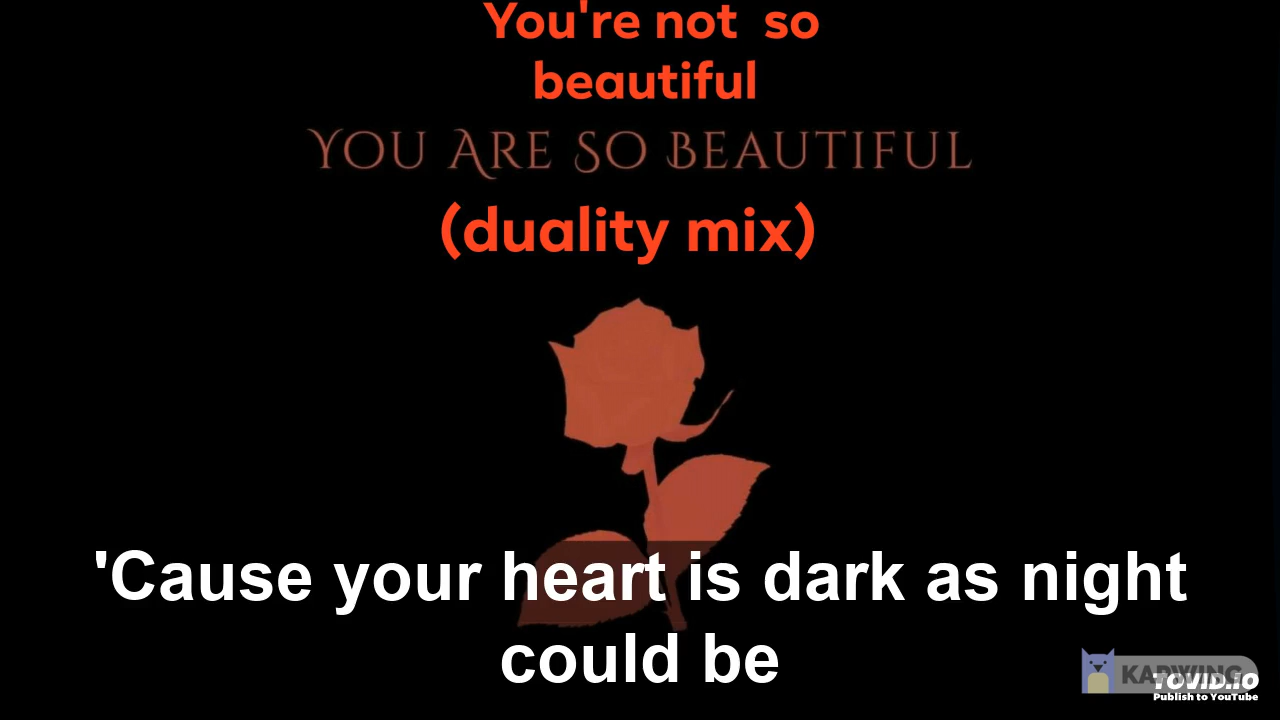 You're not so
beautiful
YOU ARE SO BEAUTIFUL
(duality mix)
'Cause your heart is dark as night
could be
KAPWING
TOVID.IO
Publish to YouTube